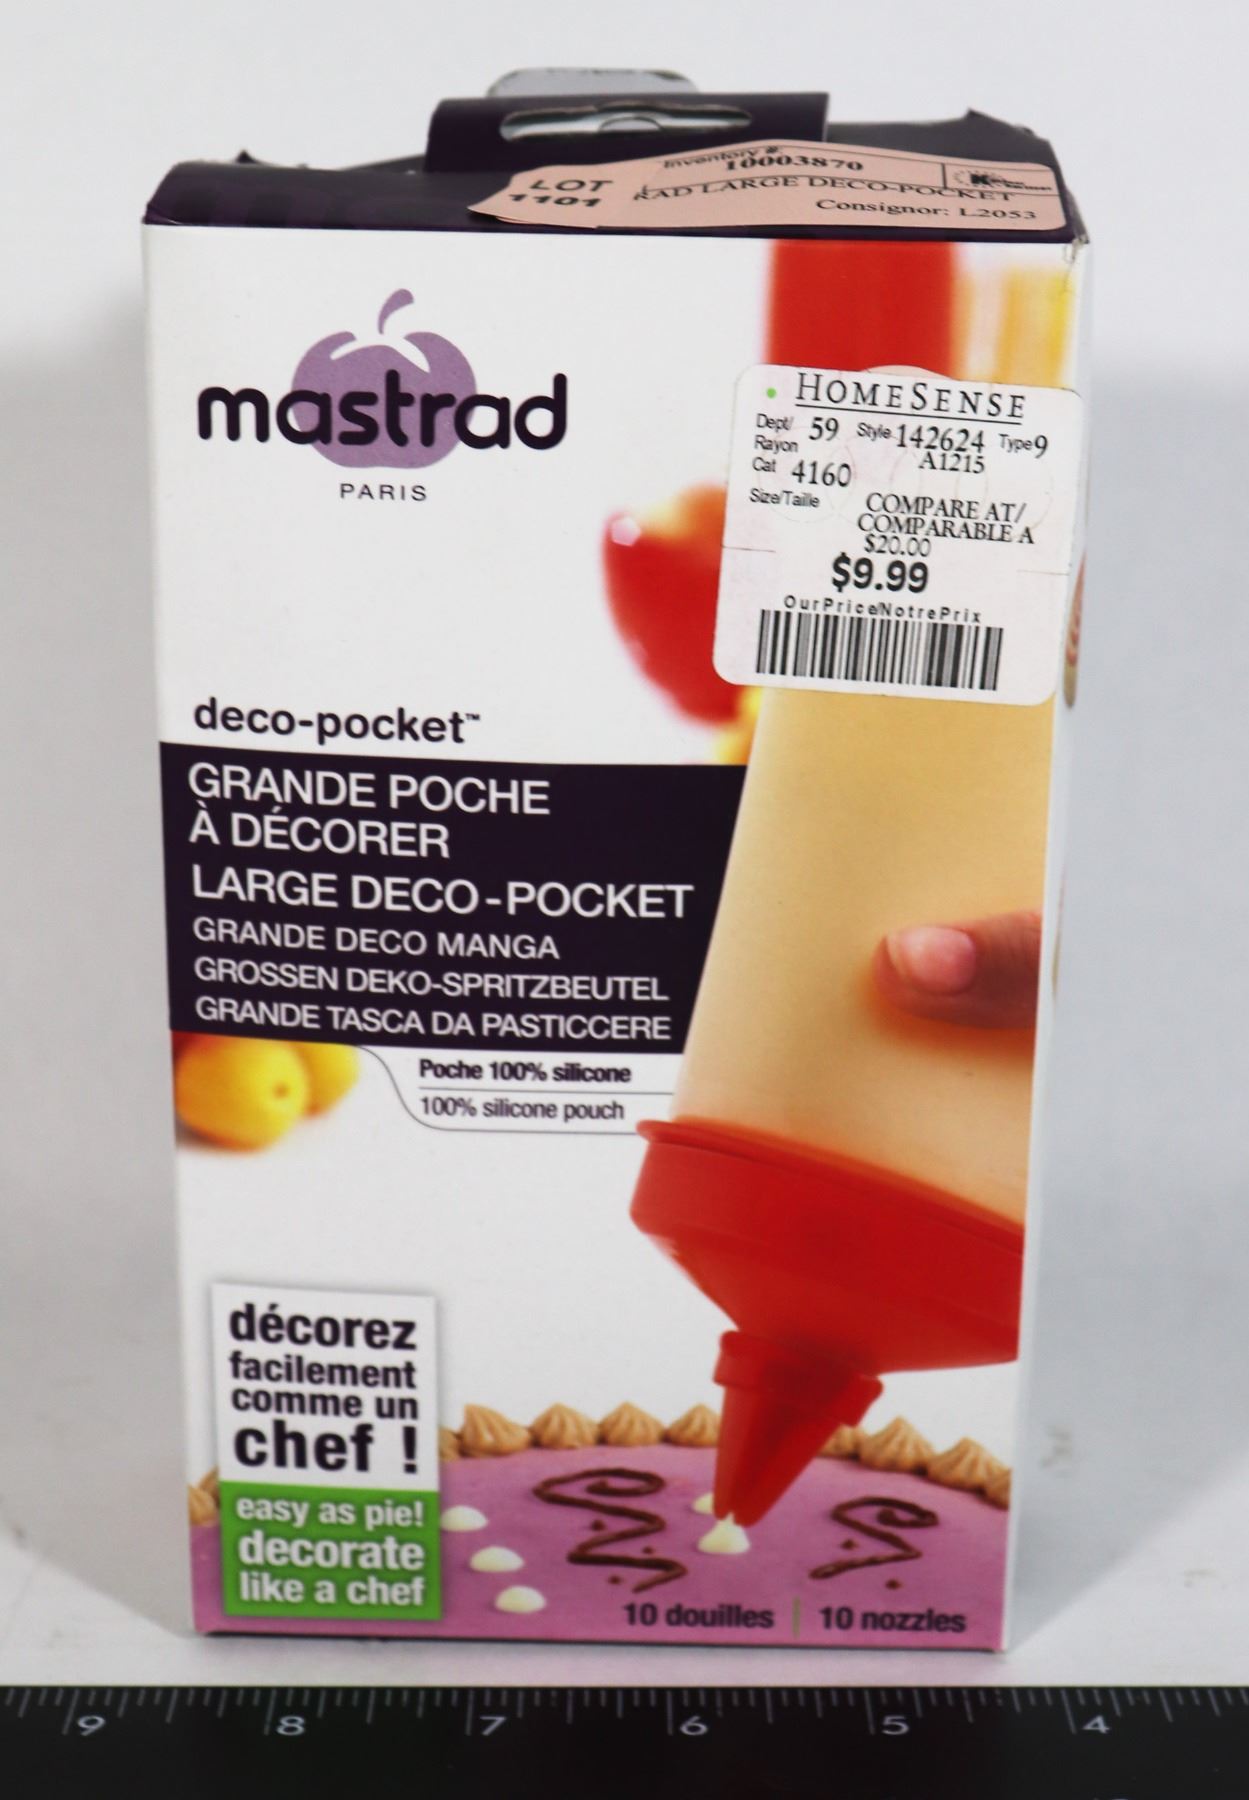 Inventory #
10003870
LOT
1101
RAD LARGE DECO-POCKET
Consignor: L2053
mastrad
PARIS
HOMESENSE
Dept/
Rayon
59
Style 142624
Type 9
A1215
Cat 4160
Size/Taille
COMPARE AT/
COMPARABLE A
$20.00
$9.99
OurPrice/NotrePrix
deco-pocket™
GRANDE POCHE
À DÉCORER
LARGE DECO-POCKET
GRANDE DECO MANGA
GROSSEN DEKO-SPRITZBEUTEL
GRANDE TASCA DA PASTICCERE
Poche 100% silicone
100% silicone pouch
décorez
facilement
comme un
chef !
easy as pie!
decorate
like a chef
10 douilles | 10 nozzles
9 8 7 6 5 4